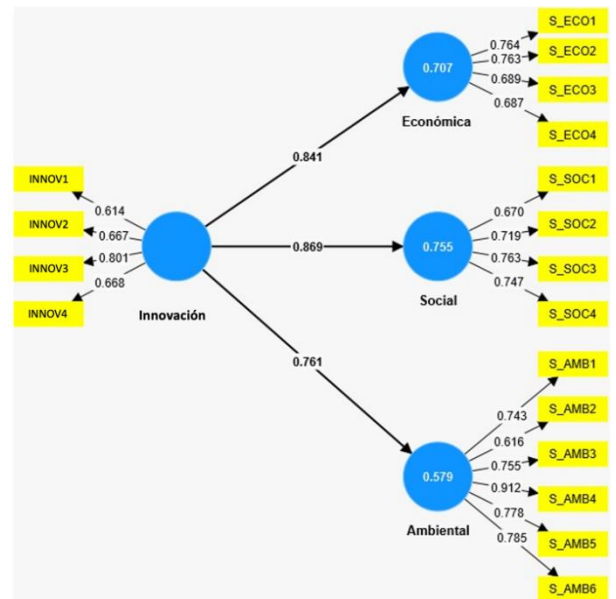 INNOV1
INNOV2
INNOV3
INNOV4
0.614
0.667
0.801
0.668
Innovación
0.841
0.869
0.761
0.707
Económica
0.764
0.763
0.689
0.687
S_ECO1
S_ECO2
S_ECO3
S_ECO4
0.755
Social
0.670
0.719
0.763
0.747
S_SOC1
S_SOC2
S_SOC3
S_SOC4
0.579
Ambiental
0.743
0.616
0.755
0.912
0.778
0.785
S_AMB1
S_AMB2
S_AMB3
S_AMB4
S_AMB5
S_AMB6